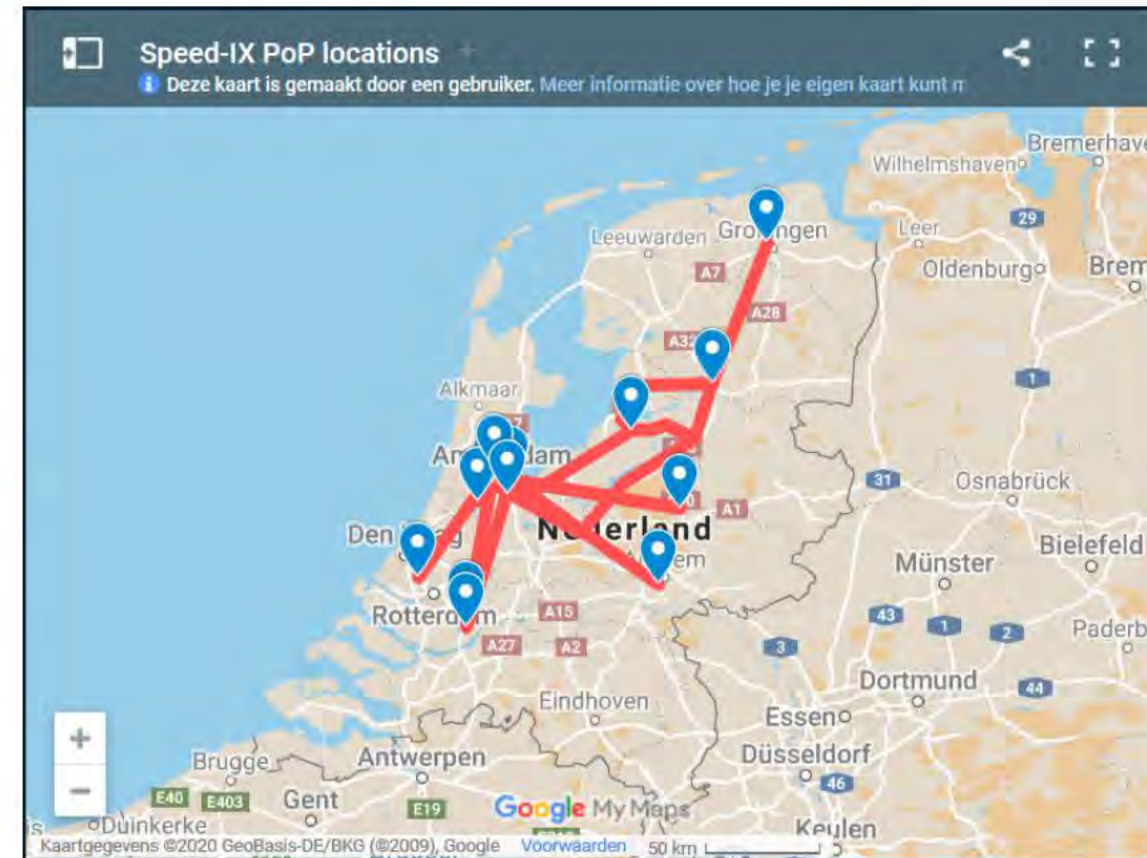 Speed-IX PoP locations
Deze kaart is gemaakt door een gebruiker. Meer informatie over hoe je je eigen kaart kunt m
Bremerhave
Wilhelmshaven
29
Leeuwarden
Leer
A7
Oldenburg
Brem
A28
A32
1
Alkmaar
31
Osnabrück
A1
Nederland
Bielefeld
Münster
Rotterdam
A15
43
1
2
Paderb
A27
A2
3
Dortmund
44
Eindhoven
Essen
Brugge
Antwerpen
Düsseldorf
46
E40
E403
Gent
E19
Google My Maps
Duinkerke
Keulen
Kaartgegevens ©2020 GeoBasis-DE/BKG (©2009), Google
Voorwaarden
50 km